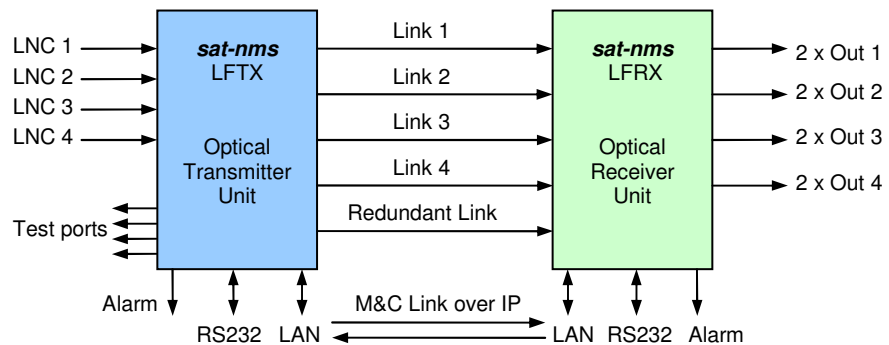 LNC 1
LNC 2
LNC 3
LNC 4
Test ports
sat-nms
LFTX
Optical
Transmitter
Unit
Link 1
Link 2
Link 3
Link 4
Redundant Link
sat-nms
LFRX
Optical
Receiver
Unit
2 x Out 1
2 x Out 2
2 x Out 3
2 x Out 4
Alarm
RS232
LAN
M&C Link over IP
LAN
RS232
Alarm